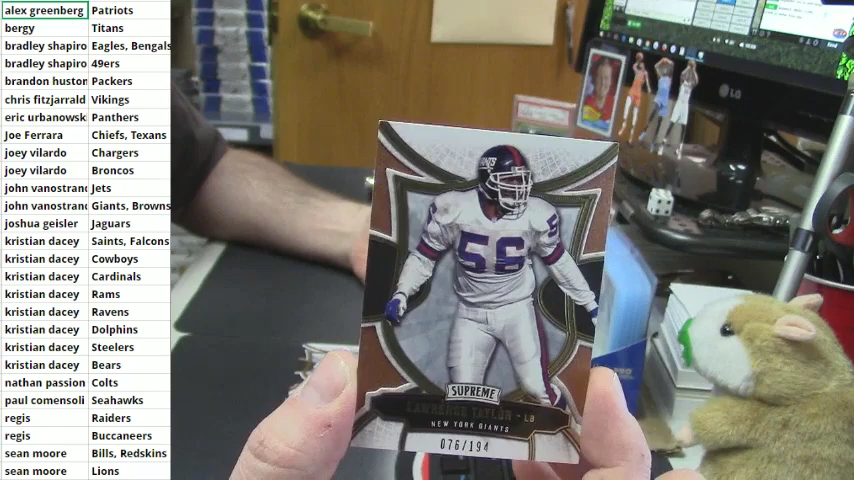 alex greenberg Patriots
bergy Titans
bradley shapiro Eagles, Bengals
bradley shapiro 49ers
brandon huston Packers
chris fitzjarrald Vikings
eric urbanowsk Panthers
Joe Ferrara Chiefs, Texans
joey vilardo Chargers
joey vilardo Broncos
john vanostrand Jets
john vanostrand Giants, Browns
joshua geisler Jaguars
kristian dacey Saints, Falcons
kristian dacey Cowboys
kristian dacey Cardinals
kristian dacey Rams
kristian dacey Ravens
kristian dacey Dolphins
kristian dacey Steelers
kristian dacey Bears
nathan passion Colts
paul comensoli Seahawks
regis Raiders
regis Buccaneers
sean moore Bills, Redskins
sean moore Lions
LG
GIANTS
56
56
SUPREME
LAWRENCE TAYLOR - LB
NEW YORK GIANTS
076/194